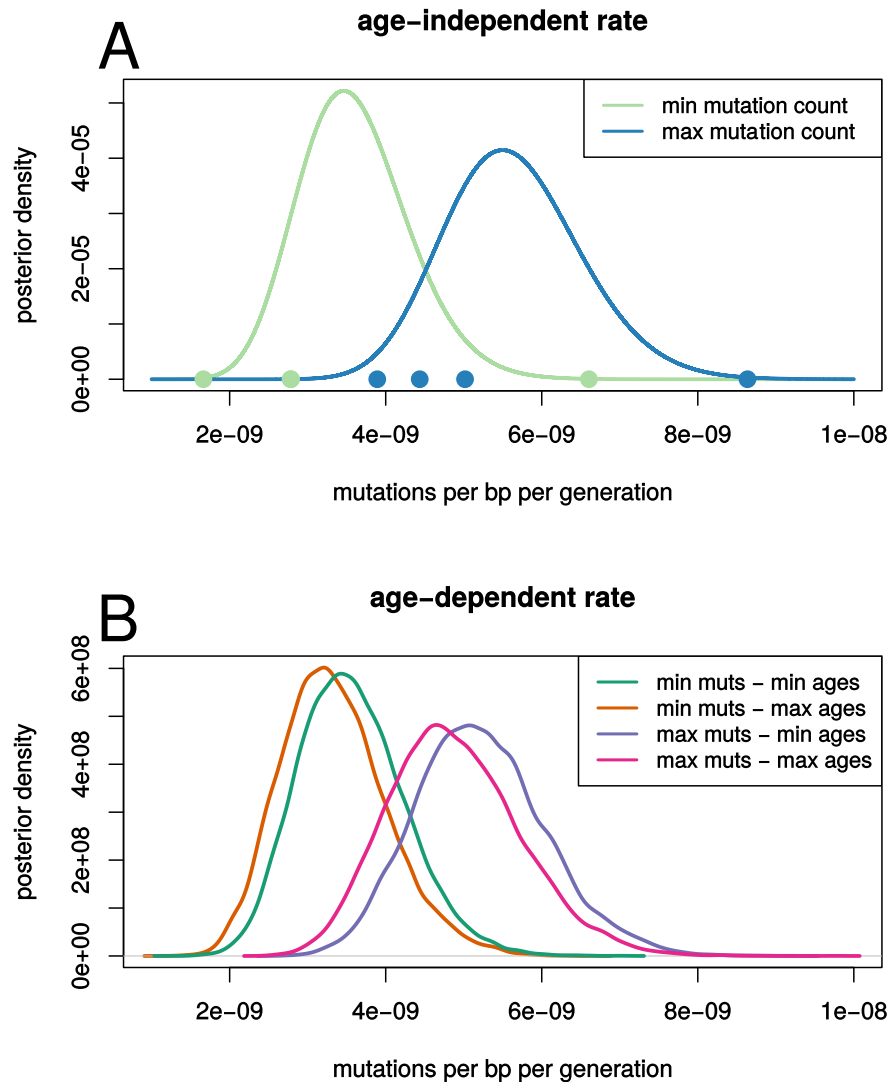 A
age−independent rate
min mutation count
max mutation count
posterior density
0e+00
2e−05
4e−05
2e−09
4e−09
6e−09
8e−09
1e−08
mutations per bp per generation
B
age−dependent rate
min muts − min ages
min muts − max ages
max muts − min ages
max muts − max ages
posterior density
0e+00
2e+08
4e+08
6e+08
2e−09
4e−09
6e−09
8e−09
1e−08
mutations per bp per generation